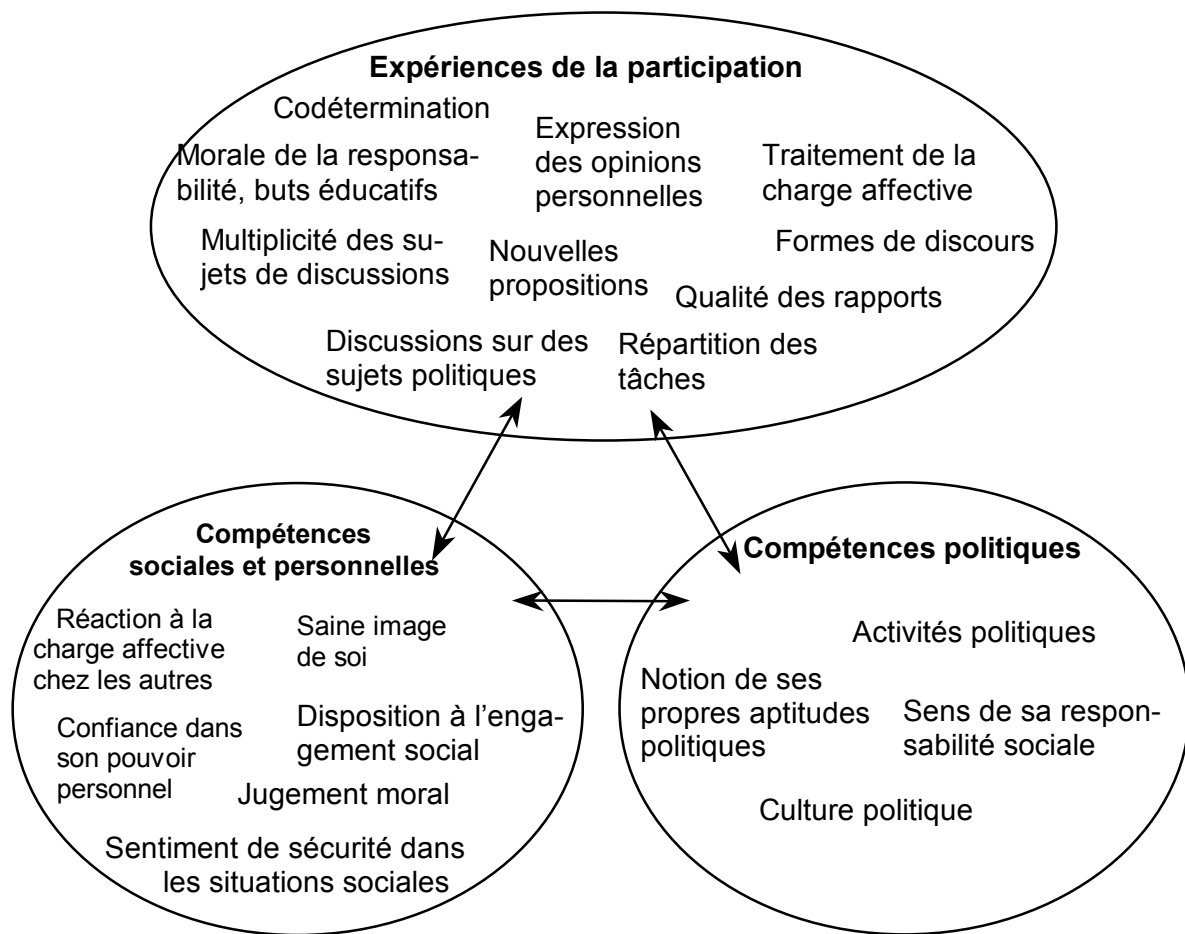 Expériences de la participation
Codétermination
Expression
des opinions
personnelles
Morale de la responsa-
bilité, buts éducatifs
Traitement de la
charge affective
Multiplicité des su-
jets de discussions
Nouvelles
propositions
Formes de discours
Qualité des rapports
Discussions sur des
sujets politiques
Répartition des
tâches
Compétences
sociales et personnelles
Réaction à la
charge affective
chez les autres
Saine image
de soi
Confiance dans
son pouvoir
personnel
Disposition à l’enga-
gement social
Jugement moral
Sentiment de sécurité dans
les situations sociales
Compétences politiques
Activités politiques
Notion de ses
propres aptitudes
politiques
Sens de sa respon-
sabilité sociale
Culture politique